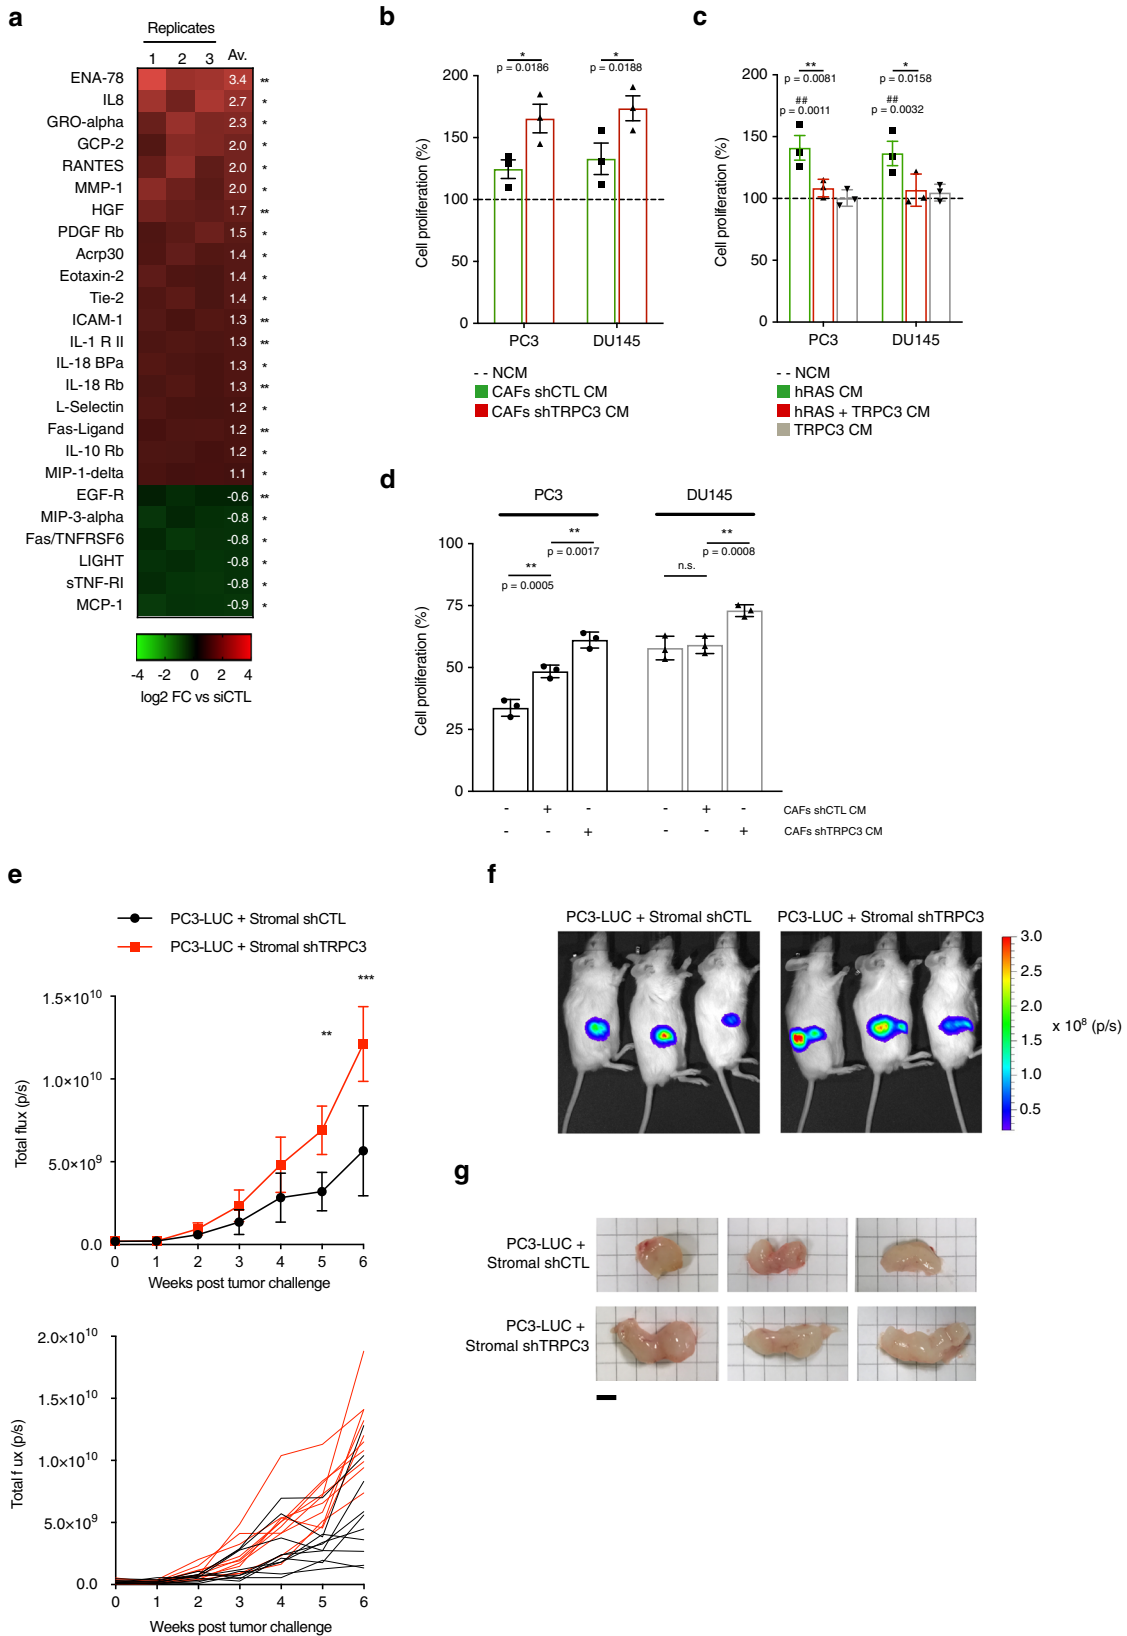 a
Replicates
1 2 3 Av.
ENA-78 3.4 **
IL8 2.7 *
GRO-alpha 2.3 *
GCP-2 2.0 *
RANTES 2.0 *
MMP-1 2.0 *
HGF 1.7 **
PDGF Rb 1.5 *
Acrp30 1.4 *
Eotaxin-2 1.4 *
Tie-2 1.4 *
ICAM-1 1.3 **
IL-1 R II 1.3 **
IL-18 BPa 1.3 *
IL-18 Rb 1.3 **
L-Selectin 1.2 *
Fas-Ligand 1.2 **
IL-10 Rb 1.2 *
MIP-1-delta 1.1 *
EGF-R -0.6 **
MIP-3-alpha -0.8 *
Fas/TNFRSF6 -0.8 *
LIGHT -0.8 *
sTNF-RI -0.8 *
MCP-1 -0.9 *
-4 -2 0 2 4
log2 FC vs siCTL
b
Cell proliferation (%)
200
150
100
50
0
* *
p = 0.0186 p = 0.0188
PC3 DU145
-- NCM
CAFs shCTL CM
CAFs shTRPC3 CM
c
Cell proliferation (%)
200
150
100
50
0
** *
p = 0.0081 p = 0.0158
## ##
p = 0.0011 p = 0.0032
PC3 DU145
-- NCM
hRAS CM
hRAS + TRPC3 CM
TRPC3 CM
d
PC3 DU145
Cell proliferation (%)
100
75
50
25
0
** **
p = 0.0017 p = 0.0008
** n.s.
p = 0.0005
- + - - + - CAFs shCTL CM
- - + - - + CAFs shTRPC3 CM
e
PC3-LUC + Stromal shCTL
PC3-LUC + Stromal shTRPC3
Total flux (p/s)
1.5×10¹⁰
1.0×10¹⁰
5.0×10⁹
0.0
** ***
0 1 2 3 4 5 6
Weeks post tumor challenge
Total f ux (p/s)
2.0×10¹⁰
1.5×10¹⁰
1.0×10¹⁰
5.0×10⁹
0.0
0 1 2 3 4 5 6
Weeks post tumor challenge
f
PC3-LUC + Stromal shCTL PC3-LUC + Stromal shTRPC3
3.0
2.5
2.0
1.5
1.0
0.5
x 10⁸ (p/s)
g
PC3-LUC +
Stromal shCTL
PC3-LUC +
Stromal shTRPC3